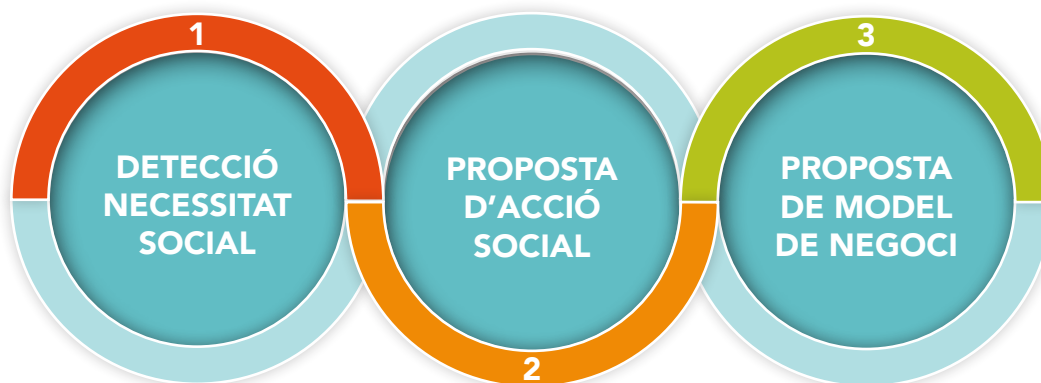 1
DETECCIÓ
NECESSITAT
SOCIAL
PROPOSTA
D’ACCIÓ
SOCIAL
2
3
PROPOSTA
DE MODEL
DE NEGOCI